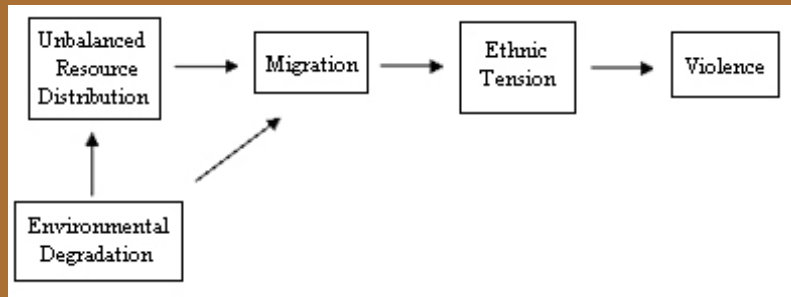 Unbalanced
Resource
Distribution
Migration
Ethnic
Tension
Violence
Environmental
Degradation